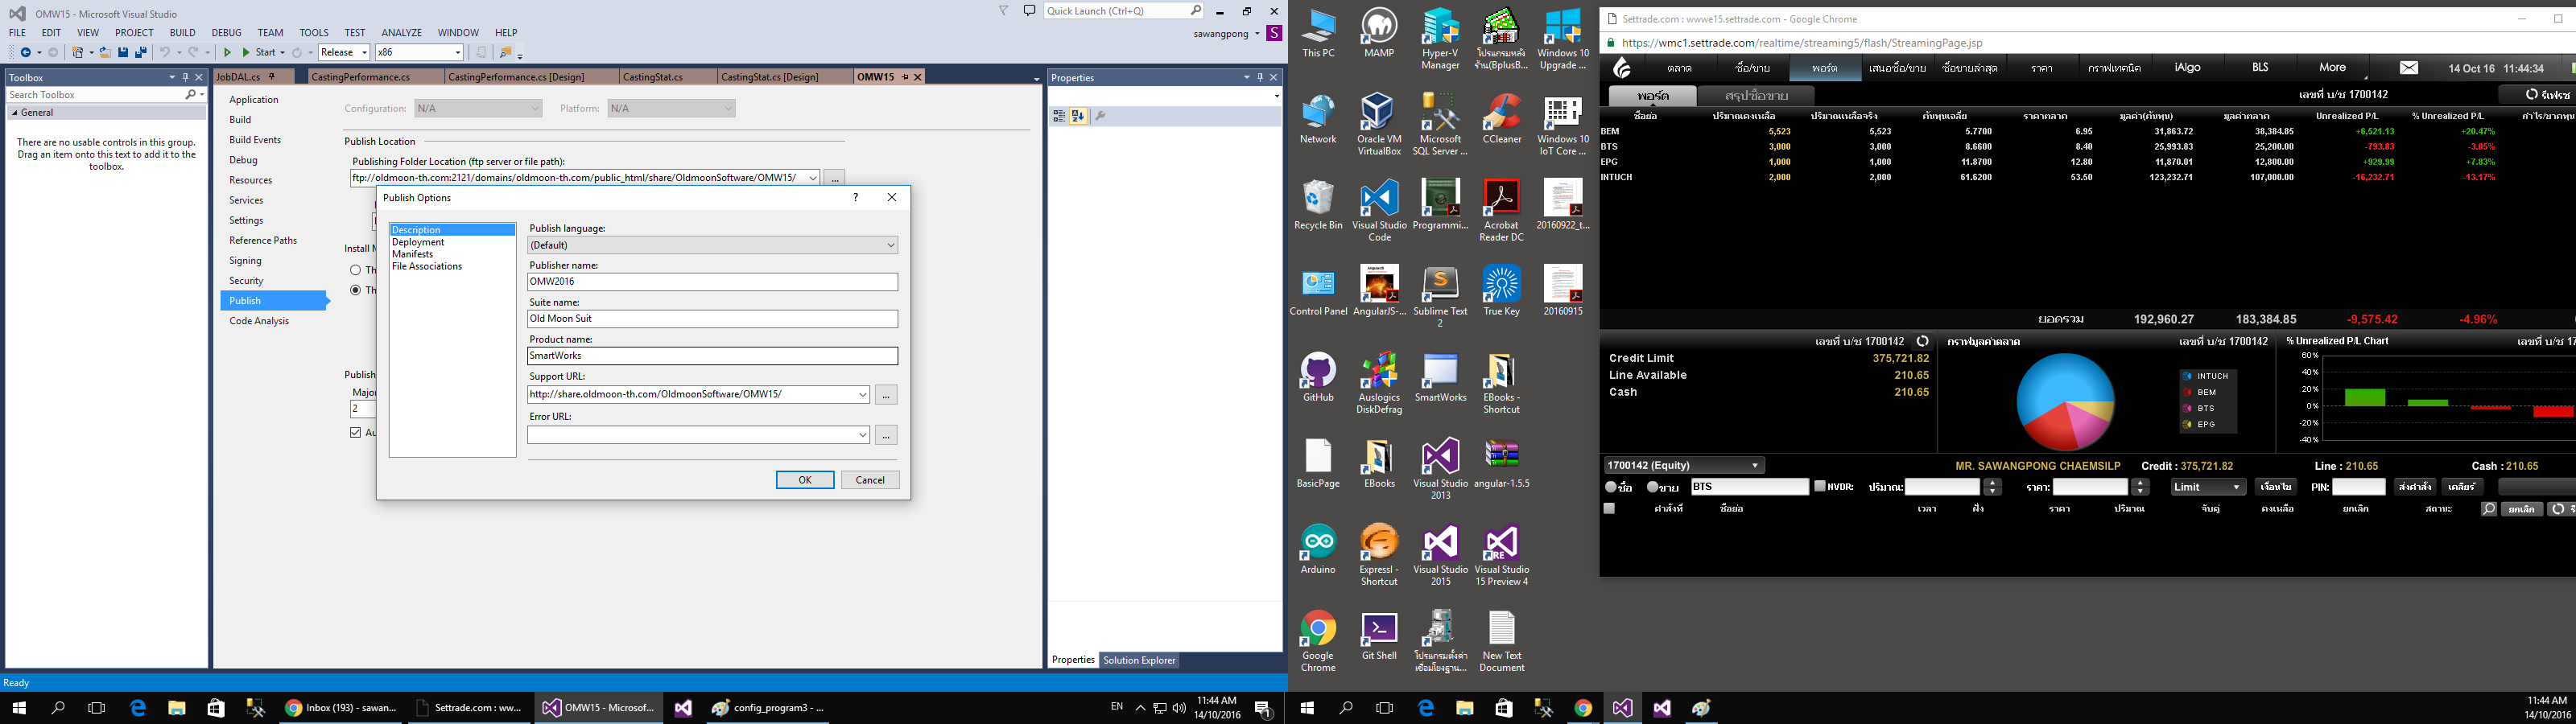 OMW15 - Microsoft Visual Studio
Quick Launch (Ctrl+Q)
FILE EDIT VIEW PROJECT BUILD DEBUG TEAM TOOLS TEST ANALYZE WINDOW HELP
sawangpong S
Start Release x86
Toolbox
Search Toolbox
General
There are no usable controls in this group. Drag an item onto this text to add it to the toolbox.
JobDAL.cs CastingPerformance.cs CastingPerformance.cs [Design] CastingStat.cs CastingStat.cs [Design] OMW15
Application
Build
Build Events
Debug
Resources
Services
Settings
Reference Paths
Signing
Security
Publish
Code Analysis
Configuration: N/A Platform: N/A
Publish Location
Publishing Folder Location (ftp server or file path):
ftp://oldmoon-th.com:2121/domains/oldmoon-th.com/public_html/share/OldmoonSoftware/OMW15/
...
Install M
Th
Th
Publish
Major
2
Au
Publish Options
?
Description
Deployment
Manifests
File Associations
Publish language:
(Default)
Publisher name:
OMW2016
Suite name:
Old Moon Suit
Product name:
SmartWorks
Support URL:
http://share.oldmoon-th.com/OldmoonSoftware/OMW15/
...
Error URL:
...
OK Cancel
Properties
Properties Solution Explorer
Ready
Inbox (193) - sawan... Settrade.com : ww... OMW15 - Microsof... config_program3 - ...
EN 11:44 AM
14/10/2016
This PC
MAMP
Hyper-V Manager
โปรแกรมหลังร้าน(BplusB...
Windows 10 Upgrade ...
Network
Oracle VM VirtualBox
Microsoft SQL Server ...
CCleaner
Windows 10 IoT Core ...
Recycle Bin
Visual Studio Code
Programmi...
Acrobat Reader DC
20160922_t...
Control Panel
AngularJS-...
Sublime Text 2
True Key
20160915
GitHub
Auslogics DiskDefrag
SmartWorks
EBooks - Shortcut
BasicPage
EBooks
Visual Studio 2013
angular-1.5.5
Arduino
Expressl - Shortcut
Visual Studio 2015
Visual Studio 15 Preview 4
Google Chrome
Git Shell
New Text Document
Settrade.com : wwwe15.settrade.com - Google Chrome
https://wmc1.settrade.com/realtime/streaming5/flash/StreamingPage.jsp
ตลาด ซื้อ/ขาย พอร์ต เสนอซื้อ/ขาย ซื้อขายล่าสุด ราคา กราฟเทคนิค iAlgo BLS More 14 Oct 16 11:44:34
พอร์ต สรุปซื้อขาย เลขที่ บ/ช 1700142 รีเฟรช
ชื่อย่อ ปริมาณคงเหลือ ปริมาณเหลือจริง ต้นทุนเฉลี่ย ราคาตลาด มูลค่า(ต้นทุน) มูลค่าตลาด Unrealized P/L % Unrealized P/L
BEM 5,523 5,523 5.7700 6.95 31,863.72 38,384.85 +6,521.13 +20.47%
BTS 3,000 3,000 8.6600 8.40 25,993.83 25,200.00 -793.83 -3.05%
EPG 1,000 1,000 11.8700 12.80 11,870.01 12,800.00 +929.99 +7.83%
INTUCH 2,000 2,000 61.6200 53.50 123,232.71 107,000.00 -16,232.71 -13.17%
ยอดรวม 192,960.27 183,384.85 -9,575.42 -4.96%
เลขที่ บ/ช 1700142
Credit Limit 375,721.82
Line Available 210.65
Cash 210.65
กราฟมูลค่าตลาด เลขที่ บ/ช 1700142
INTUCH
BEM
BTS
EPG
% Unrealized P/L Chart เลขที่ บ/ช 17
60%
40%
20%
0%
-20%
-40%
1700142 (Equity) MR. SAWANGPONG CHAEMSILP Credit : 375,721.82 Line : 210.65 Cash : 210.65
ซื้อ ขาย BTS NVDR: ปริมาณ: ราคา: Limit เงื่อนไข PIN: ส่งคำสั่ง เคลียร์
คำสั่งที่ ชื่อย่อ เวลา ฝั่ง ราคา ปริมาณ จับคู่ คงเหลือ ยกเลิก สถานะ ยกเลิก
11:44 AM
14/10/2016